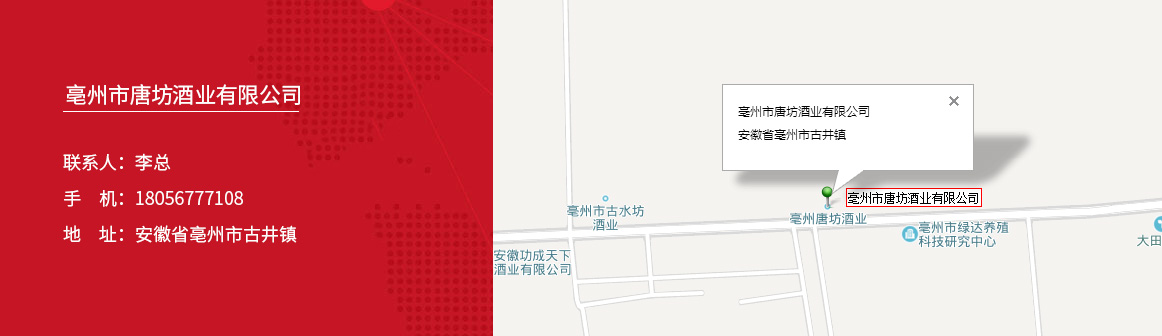 亳州市唐坊酒业有限公司
联系人：李总
手　机：18056777108
地　址：安徽省亳州市古井镇
亳州市唐坊酒业有限公司
安徽省亳州市古井镇
亳州市唐坊酒业有限公司
亳州市古水坊
酒业
亳州唐坊酒业
亳州市绿达养殖
科技研究中心
大田
安徽功成天下
酒业有限公司